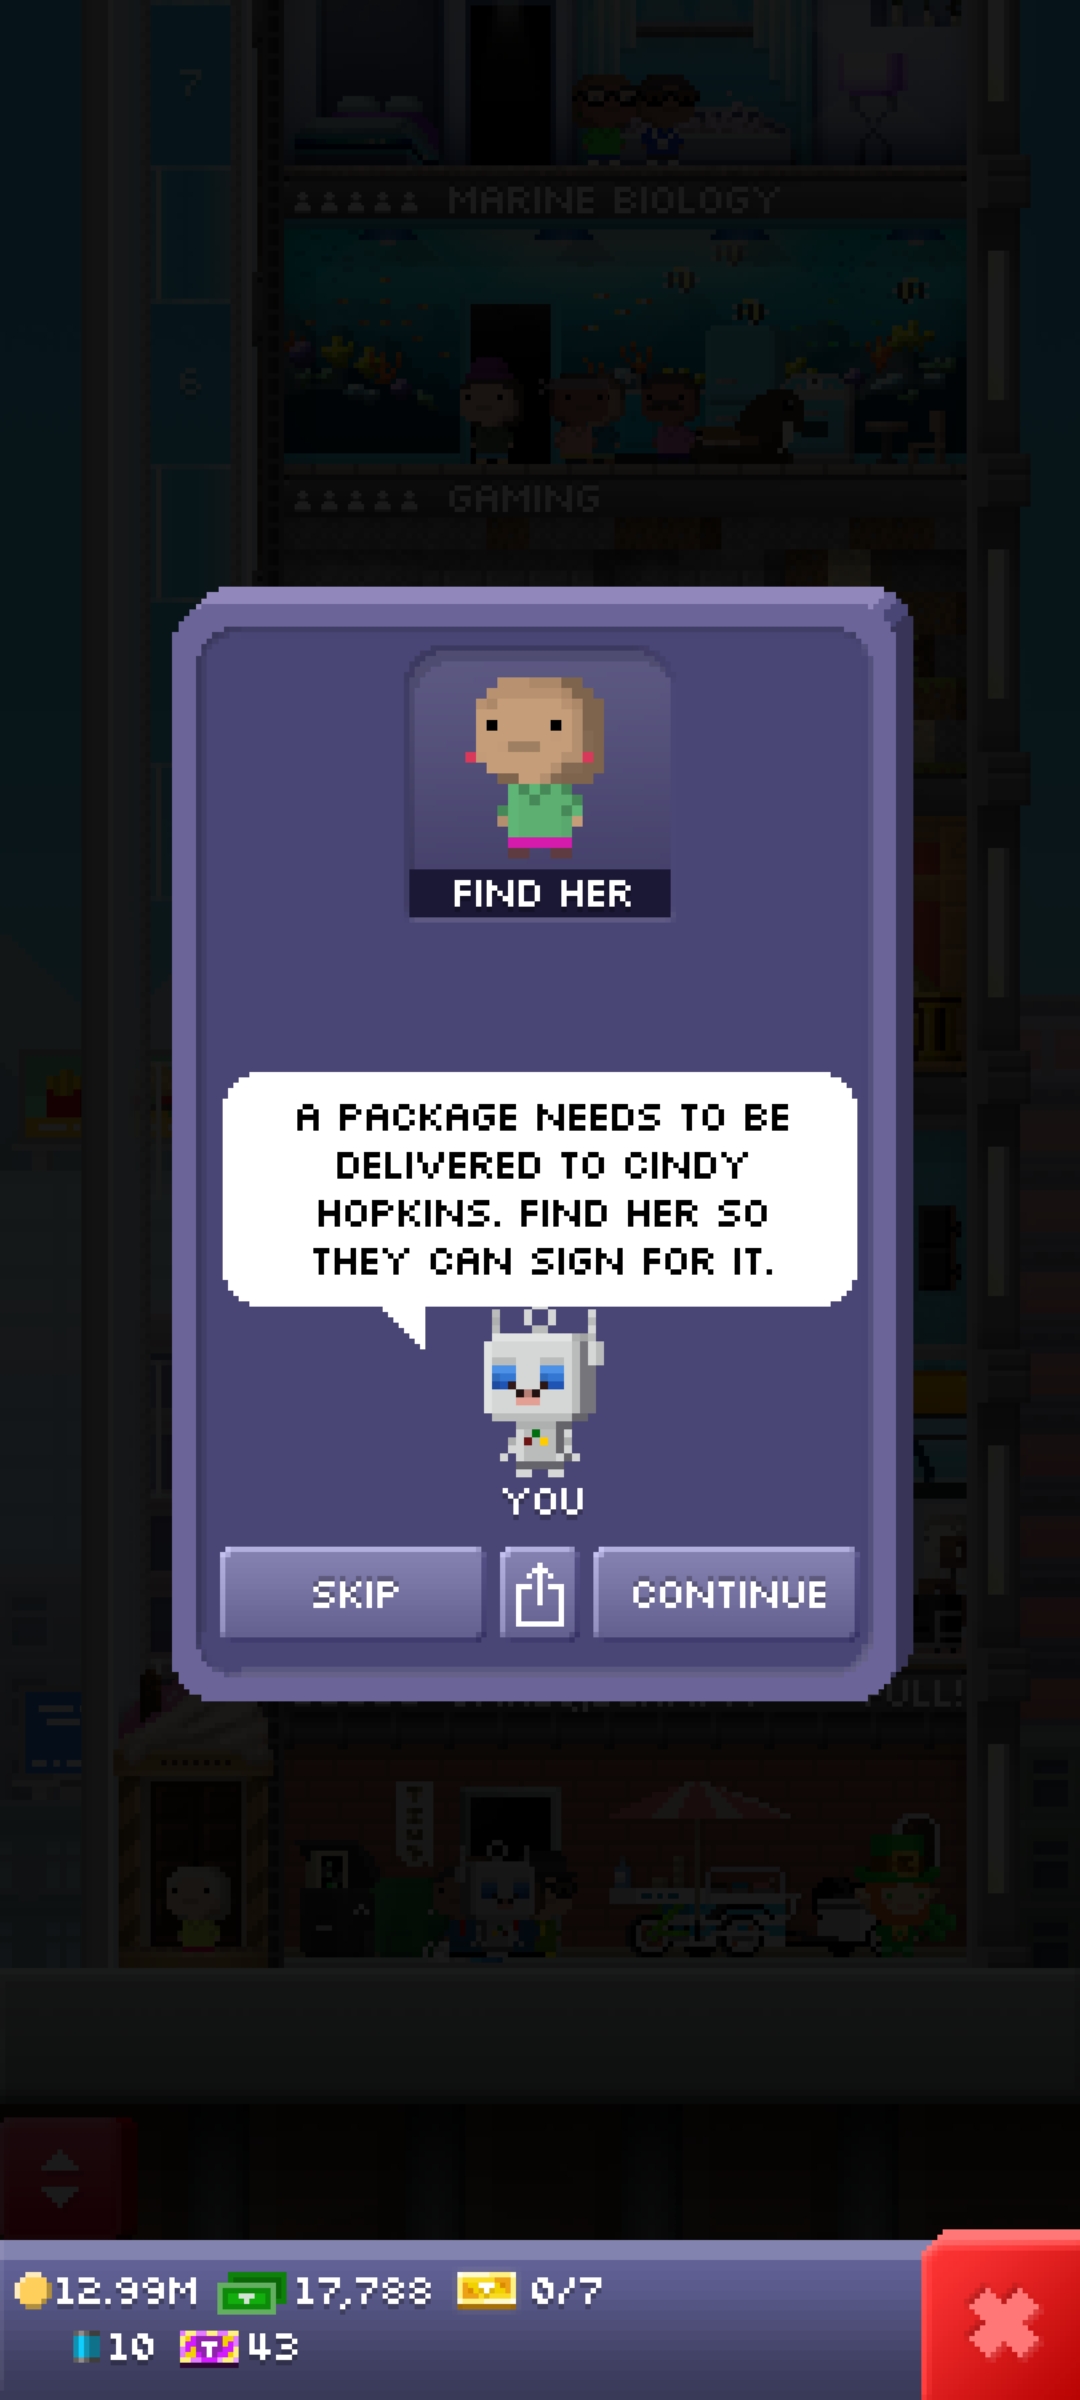 7
MARINE BIOLOGY
6
GAMING
FIND HER
A PACKAGE NEEDS TO BE
DELIVERED TO CINDY
HOPKINS. FIND HER SO
THEY CAN SIGN FOR IT.
YOU
SKIP
CONTINUE
TINY
12.99M
17,788
0/7
10
43